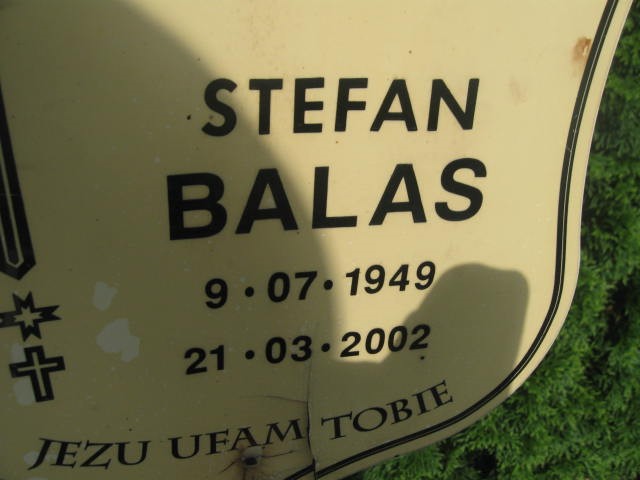 STEFAN
BALAS
9 • 07 • 1949
21 • 03 • 2002
JEZU UFAM TOBIE